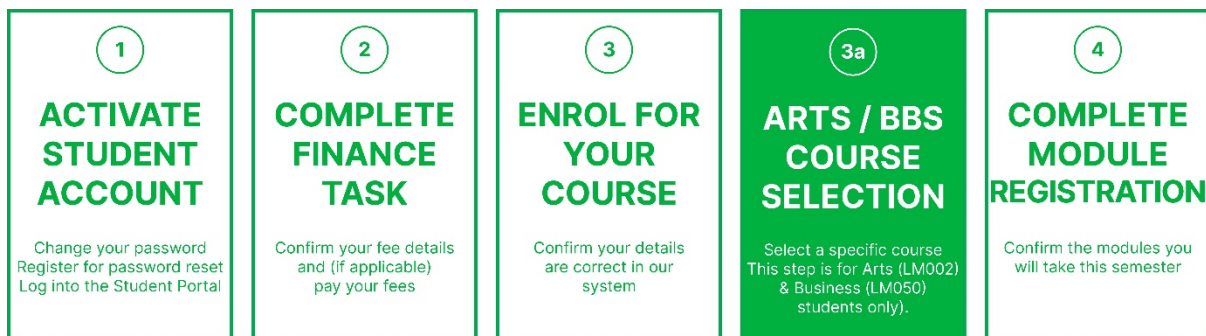 1
ACTIVATE
STUDENT
ACCOUNT
Change your password
Register for password reset
Log into the Student Portal
2
COMPLETE
FINANCE
TASK
Confirm your fee details
and (if applicable)
pay your fees
3
ENROL FOR
YOUR
COURSE
Confirm your details
are correct in our
system
3a
ARTS / BBS
COURSE
SELECTION
Select a specific course
This step is for Arts (LM002)
& Business (LM050)
students only).
4
COMPLETE
MODULE
REGISTRATION
Confirm the modules you
will take this semester